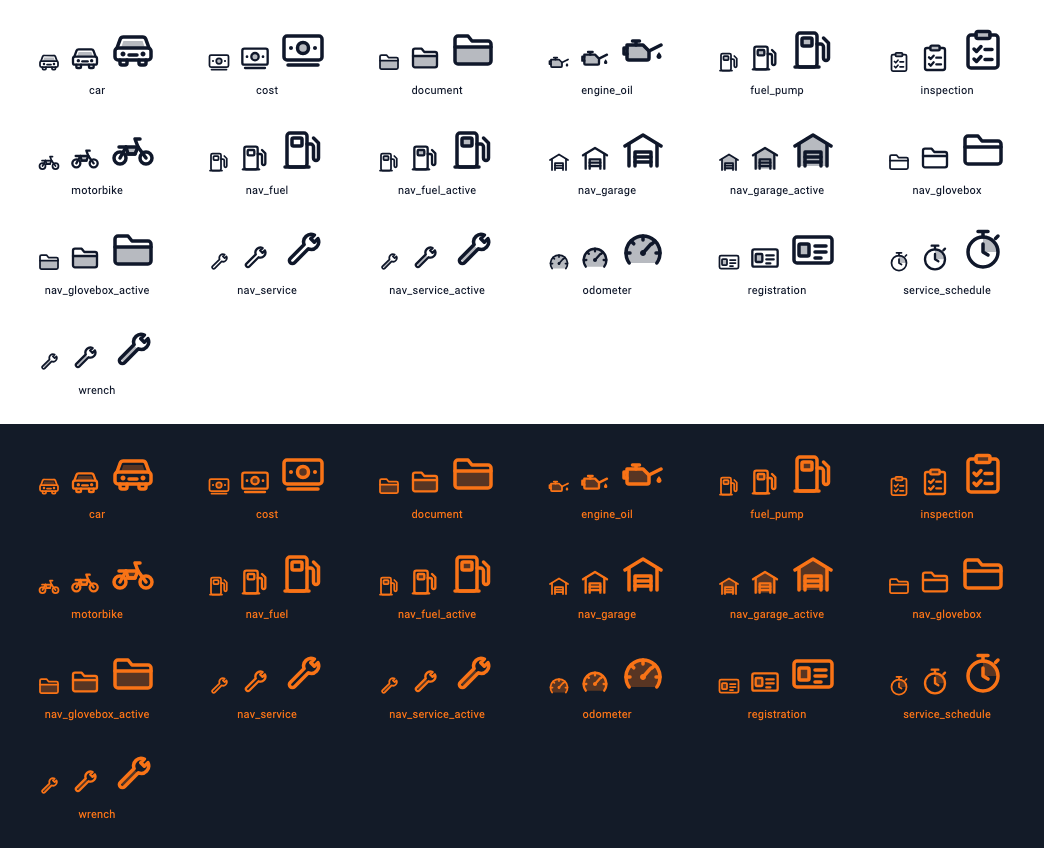 car cost document engine_oil fuel_pump inspection
motorbike nav_fuel nav_fuel_active nav_garage nav_garage_active nav_glovebox
nav_glovebox_active nav_service nav_service_active odometer registration service_schedule
wrench
car cost document engine_oil fuel_pump inspection
motorbike nav_fuel nav_fuel_active nav_garage nav_garage_active nav_glovebox
nav_glovebox_active nav_service nav_service_active odometer registration service_schedule
wrench